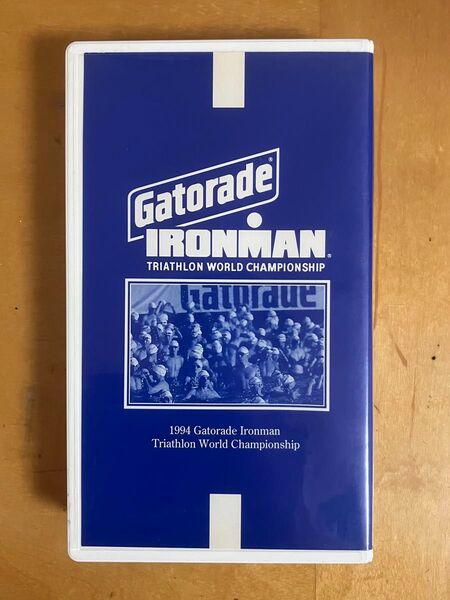 Gatorade®
IRONMAN®
TRIATHLON WORLD CHAMPIONSHIP
Gatorade
1994 Gatorade Ironman
Triathlon World Championship